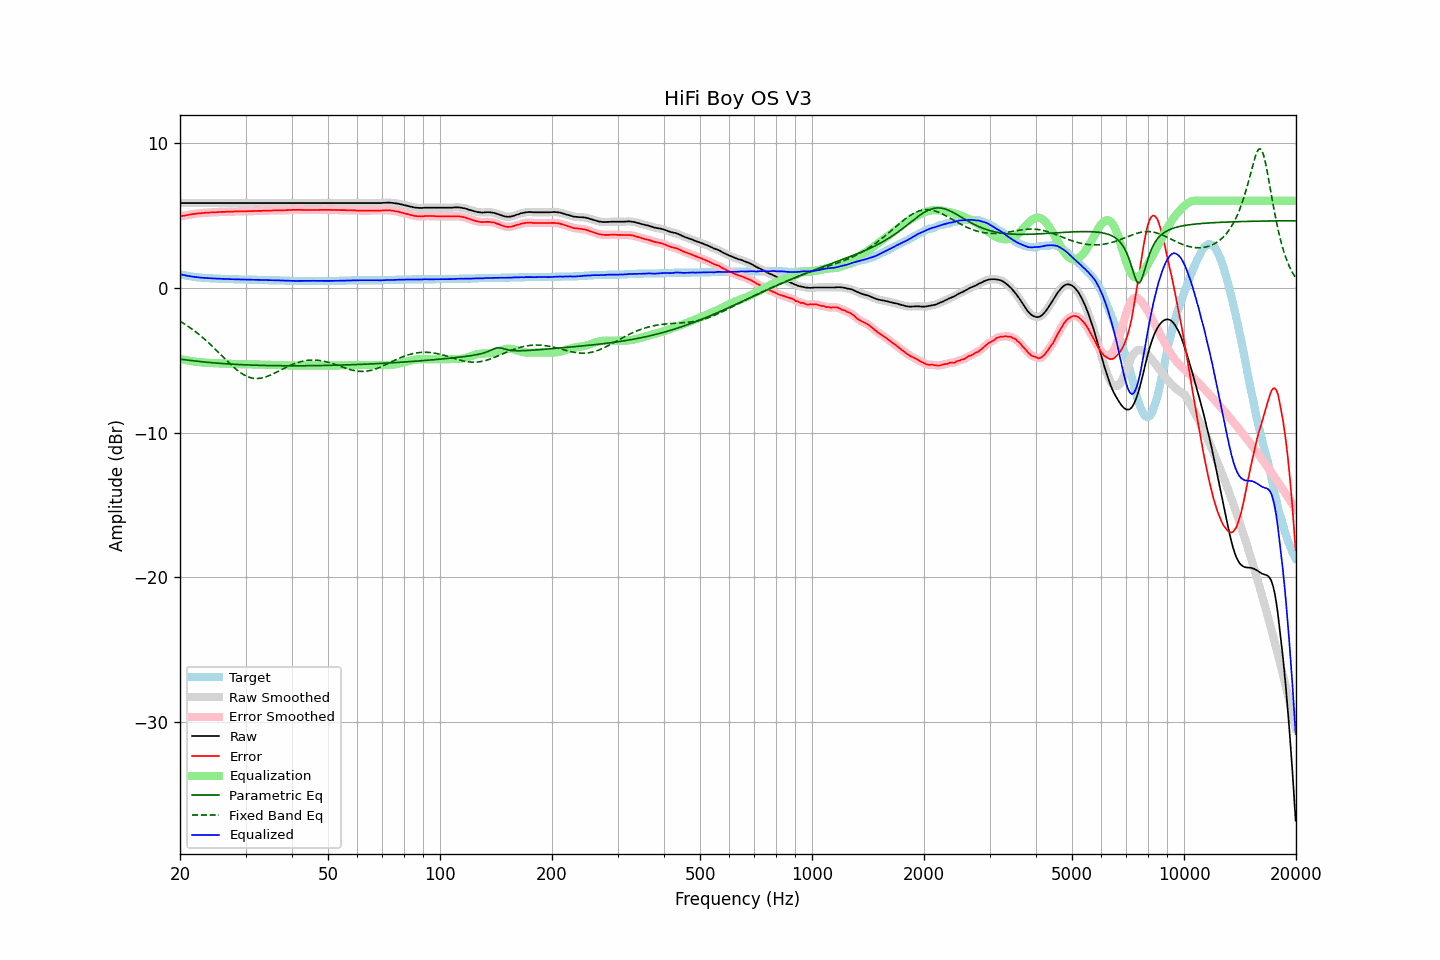 HiFi Boy OS V3
10
0
−10
−20
−30
Amplitude (dBr)
Target
Raw Smoothed
Error Smoothed
Raw
Error
Equalization
Parametric Eq
Fixed Band Eq
Equalized
20 50 100 200 500 1000 2000 5000 10000 20000
Frequency (Hz)